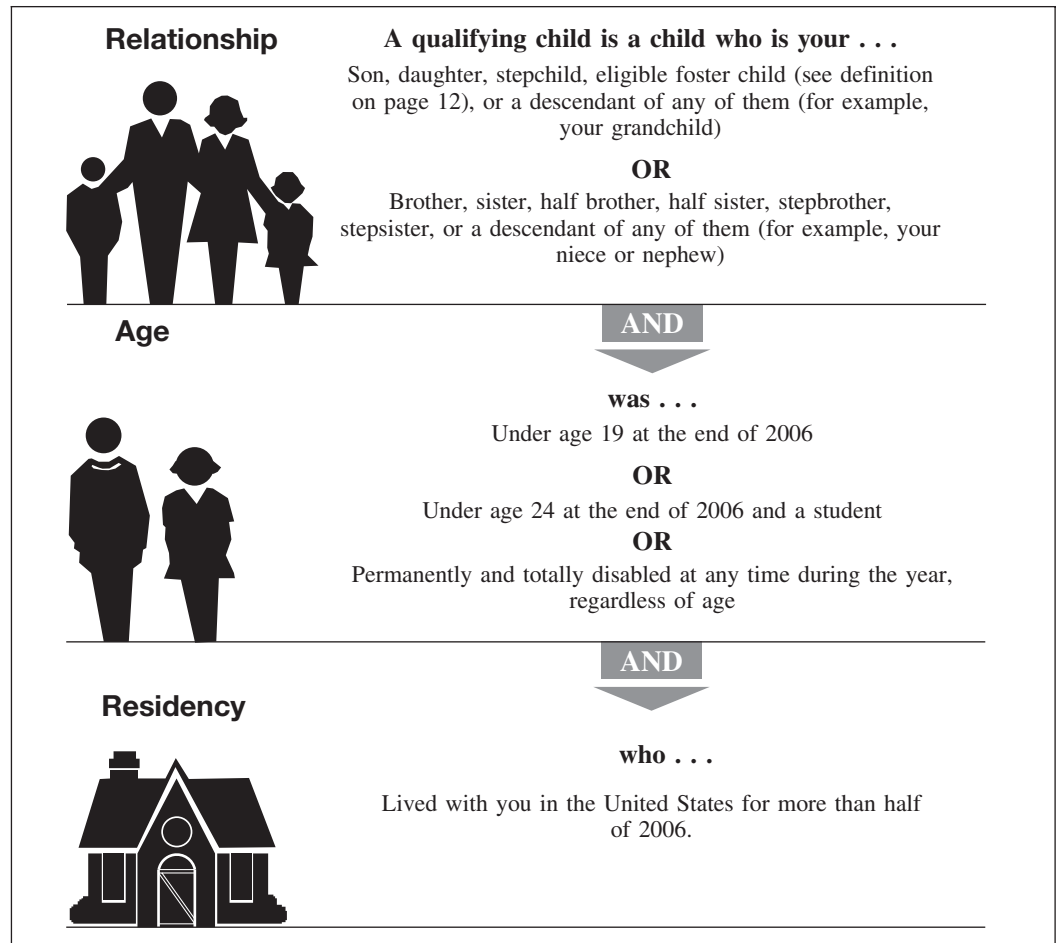 Relationship
A qualifying child is a child who is your . . .
Son, daughter, stepchild, eligible foster child (see definition
on page 12), or a descendant of any of them (for example,
your grandchild)
OR
Brother, sister, half brother, half sister, stepbrother,
stepsister, or a descendant of any of them (for example, your
niece or nephew)
AND
Age
was . . .
Under age 19 at the end of 2006
OR
Under age 24 at the end of 2006 and a student
OR
Permanently and totally disabled at any time during the year,
regardless of age
AND
Residency
who . . .
Lived with you in the United States for more than half
of 2006.